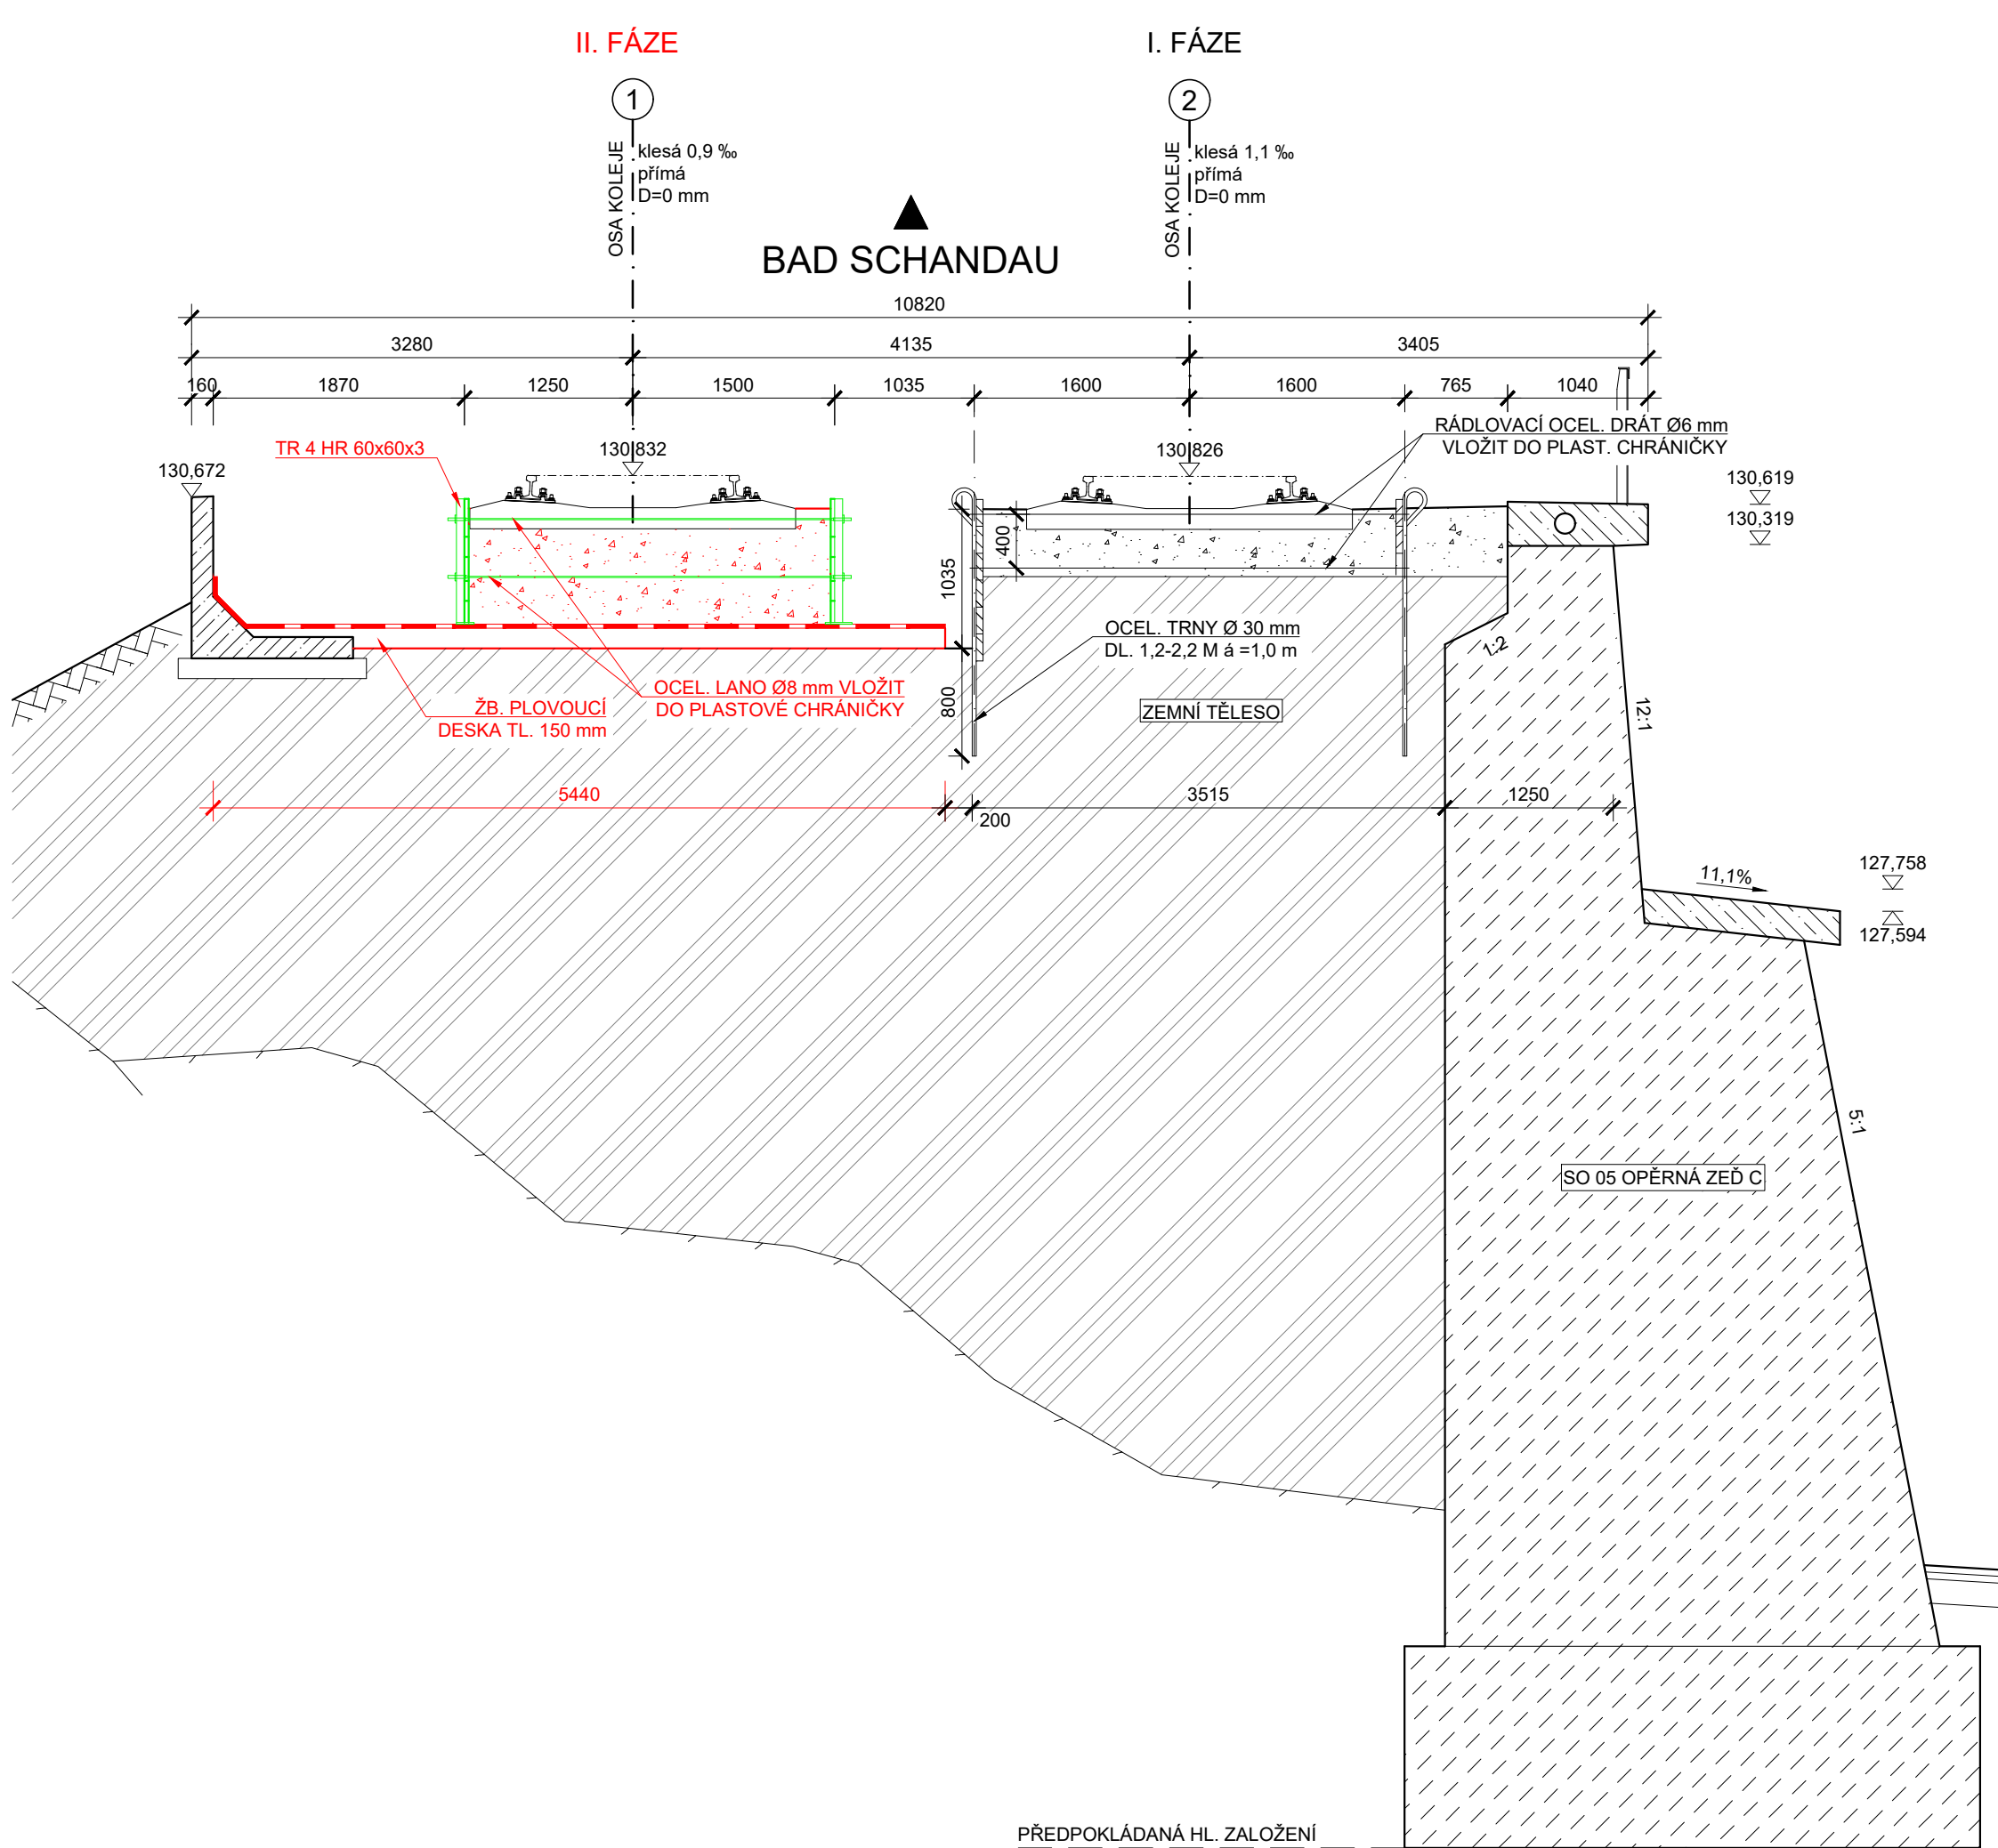 II. FÁZE
I. FÁZE
1
2
OSA KOLEJE
klesá 0,9 ‰
přímá
D=0 mm
OSA KOLEJE
klesá 1,1 ‰
přímá
D=0 mm
BAD SCHANDAU
10820
3280
4135
3405
160
1870
1250
1500
1035
1600
1600
765
1040
TR 4 HR 60x60x3
130,832
130,826
RÁDLOVACÍ OCEL. DRÁT Ø6 mm
VLOŽIT DO PLAST. CHRÁNIČKY
130,672
130,619
130,319
400
1035
800
OCEL. TRNY Ø 30 mm
DL. 1,2-2,2 M á =1,0 m
1:2
OCEL. LANO Ø8 mm VLOŽIT
DO PLASTOVÉ CHRÁNIČKY
ŽB. PLOVOUCÍ
DESKA TL. 150 mm
ZEMNÍ TĚLESO
12:1
5440
200
3515
1250
11,1%
127,758
127,594
5:1
SO 05 OPĚRNÁ ZEĎ C
PŘEDPOKLÁDANÁ HL. ZALOŽENÍ